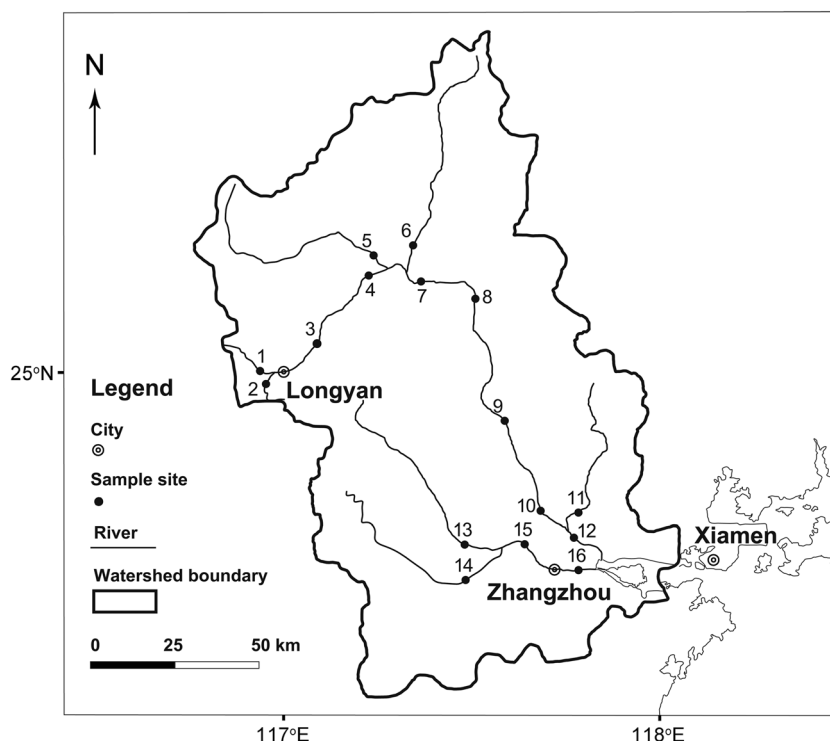 N
6
5
4
7
8
3
1
2
25°N
Longyan
Legend
City
Sample site
River
Watershed boundary
0 25 50 km
9
10
11
12
13
14
15
16
Xiamen
Zhangzhou
117°E
118°E